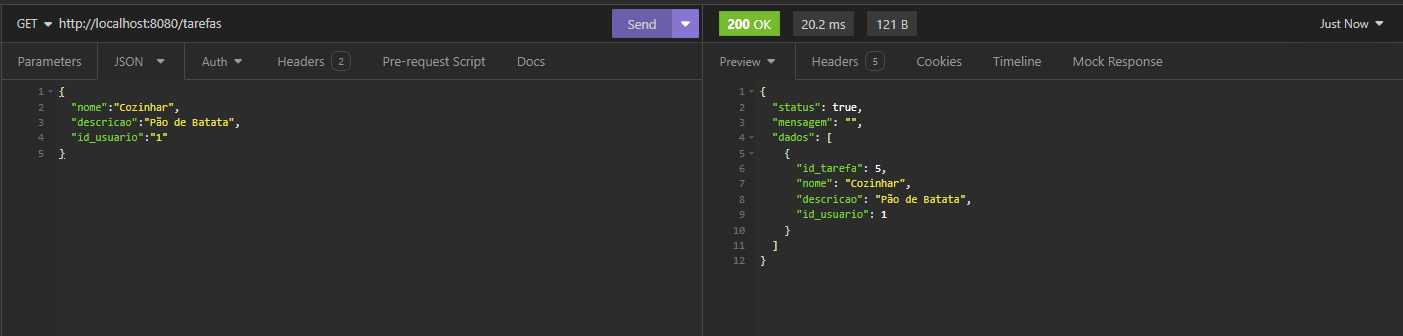 GET http://localhost:8080/tarefas Send
200 OK 20.2 ms 121 B Just Now
Parameters JSON Auth Headers 2 Pre-request Script Docs
Preview Headers 5 Cookies Timeline Mock Response
1 {
2 "nome":"Cozinhar",
3 "descricao":"Pão de Batata",
4 "id_usuario":"1"
5 }
1 {
2 "status": true,
3 "mensagem": "",
4 "dados": [
5 {
6 "id_tarefa": 5,
7 "nome": "Cozinhar",
8 "descricao": "Pão de Batata",
9 "id_usuario": 1
10 }
11 ]
12 }